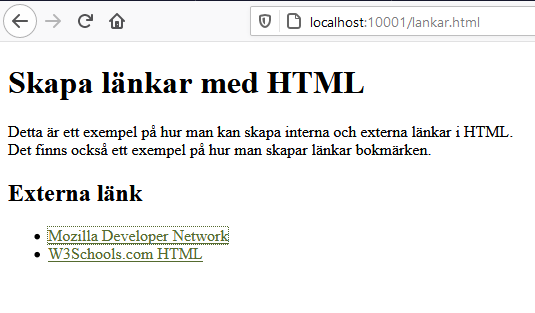 localhost:10001/lankar.html
Skapa länkar med HTML
Detta är ett exempel på hur man kan skapa interna och externa länkar i HTML.
Det finns också ett exempel på hur man skapar länkar bokmärken.
Externa länk
Mozilla Developer Network
W3Schools.com HTML